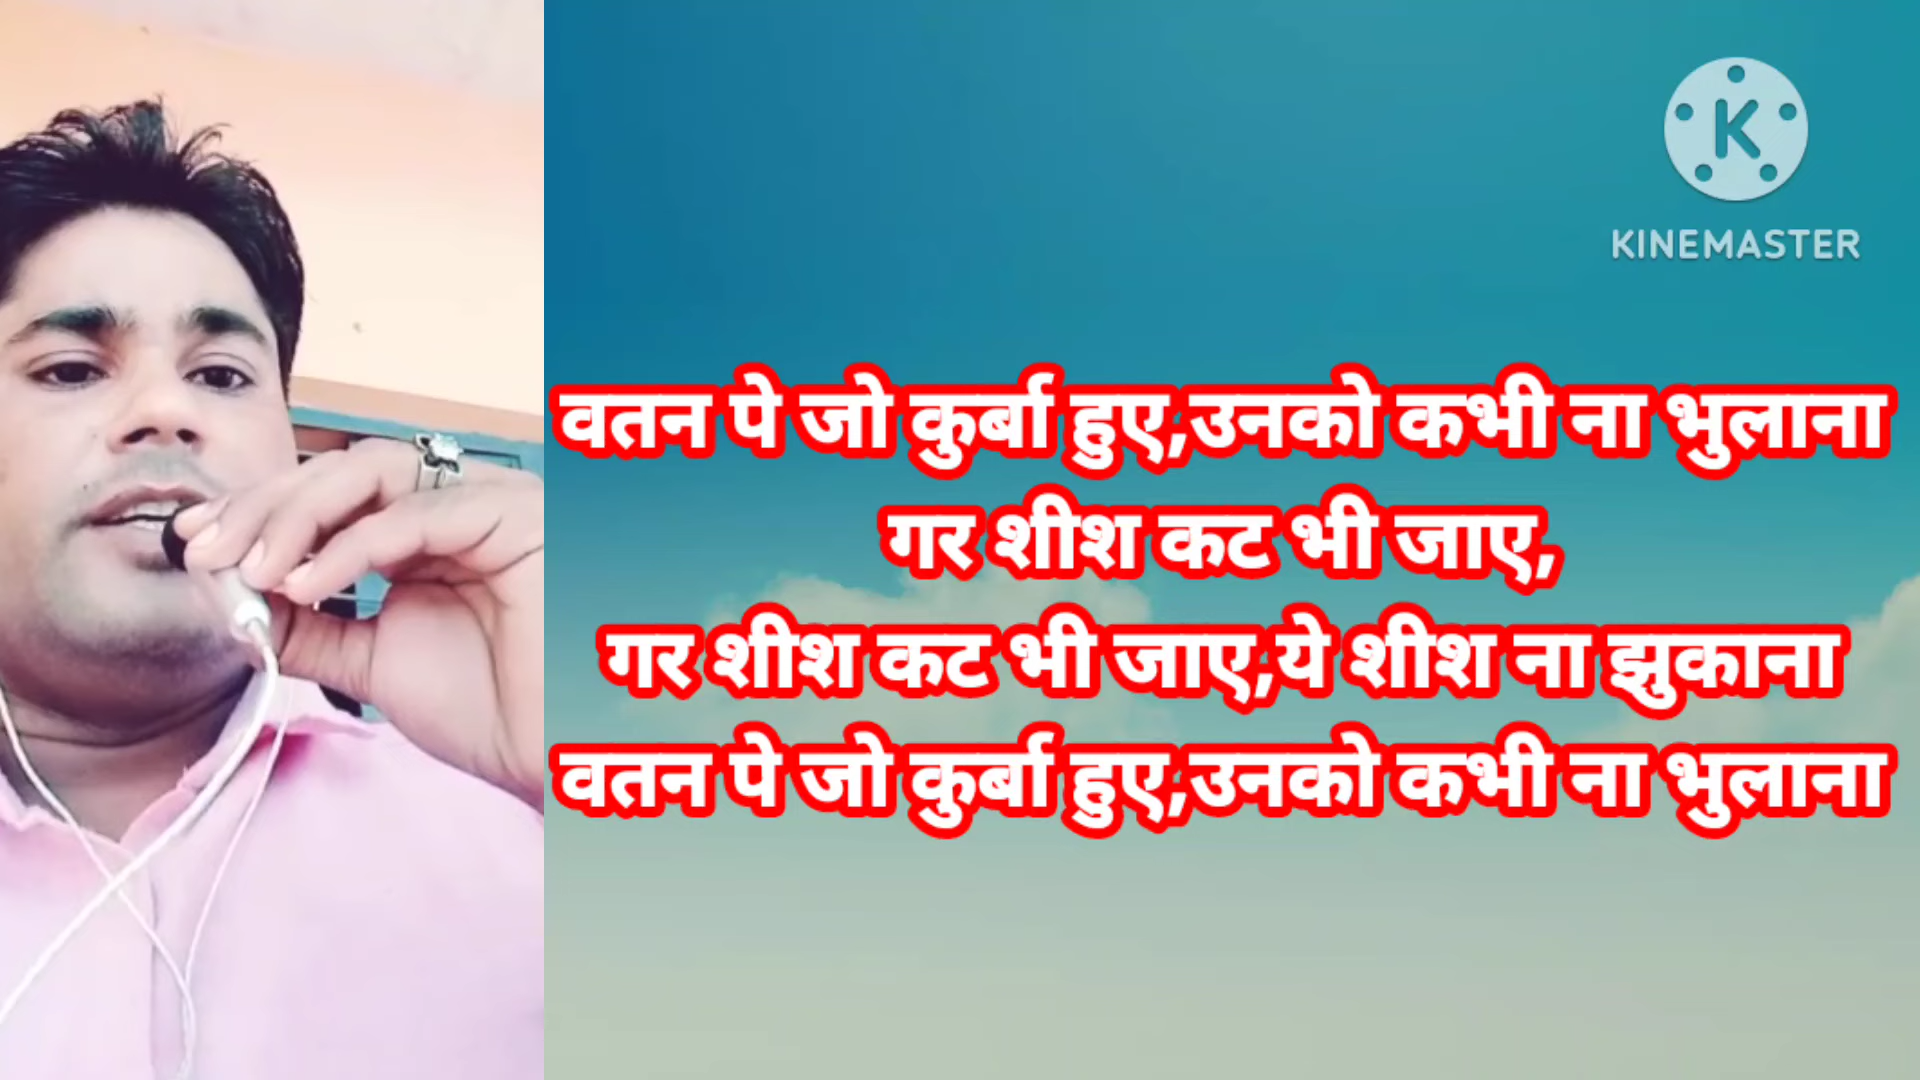 K
KINEMASTER
वतन पे जो कुर्बा हुए,उनको कभी ना भुलाना
गर शीश कट भी जाए,
गर शीश कट भी जाए,ये शीश ना झुकाना
वतन पे जो कुर्बा हुए,उनको कभी ना भुलाना